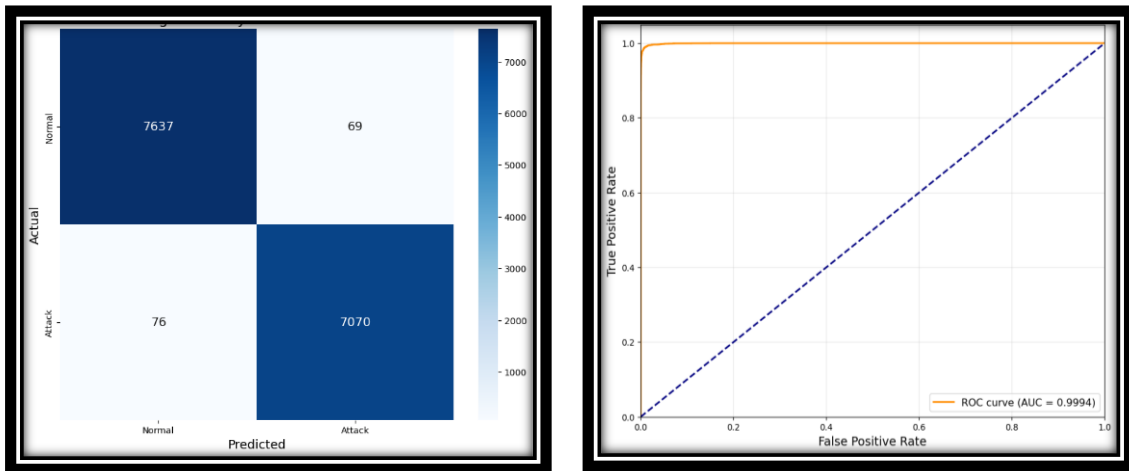 7000
6000
5000
4000
3000
2000
1000
Normal
Attack
Actual
7637 69
76 7070
Normal Attack
Predicted
True Positive Rate
1.0
0.8
0.6
0.4
0.2
0.0
0.0 0.2 0.4 0.6 0.8 1.0
False Positive Rate
ROC curve (AUC = 0.9994)